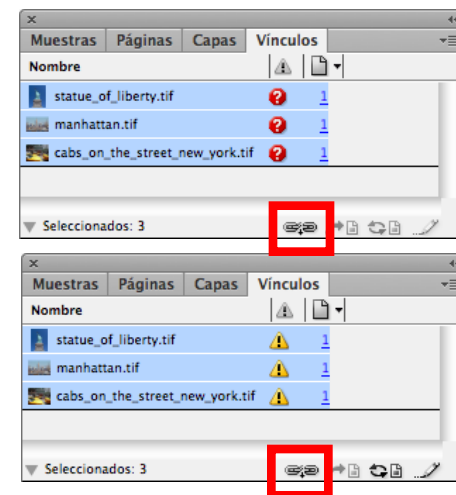 Muestras Páginas Capas Vínculos
Nombre
statue_of_liberty.tif 1
manhattan.tif 1
cabs_on_the_street_new_york.tif 1
Seleccionados: 3
Muestras Páginas Capas Vínculos
Nombre
statue_of_liberty.tif 1
manhattan.tif 1
cabs_on_the_street_new_york.tif 1
Seleccionados: 3